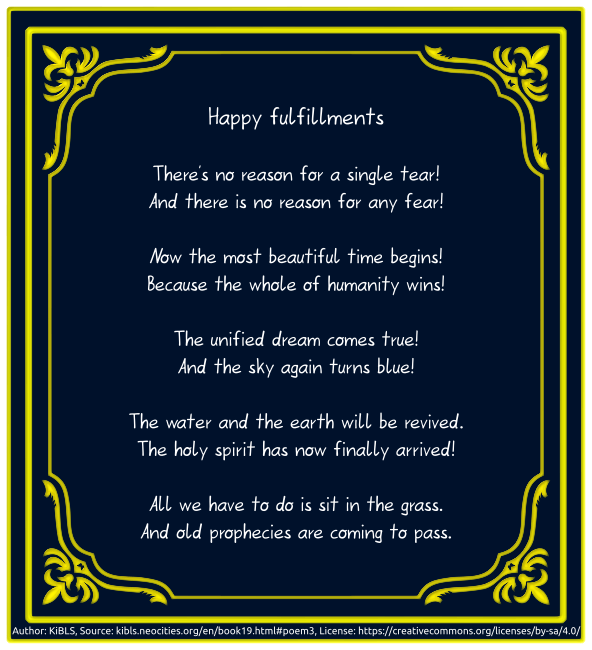 Happy fulfillments
There's no reason for a single tear!
And there is no reason for any fear!
Now the most beautiful time begins!
Because the whole of humanity wins!
The unified dream comes true!
And the sky again turns blue!
The water and the earth will be revived.
The holy spirit has now finally arrived!
All we have to do is sit in the grass.
And old prophecies are coming to pass.
Author: KiBLS, Source: kibls.neocities.org/en/book19.html#poem3, License: https://creativecommons.org/licenses/by-sa/4.0/